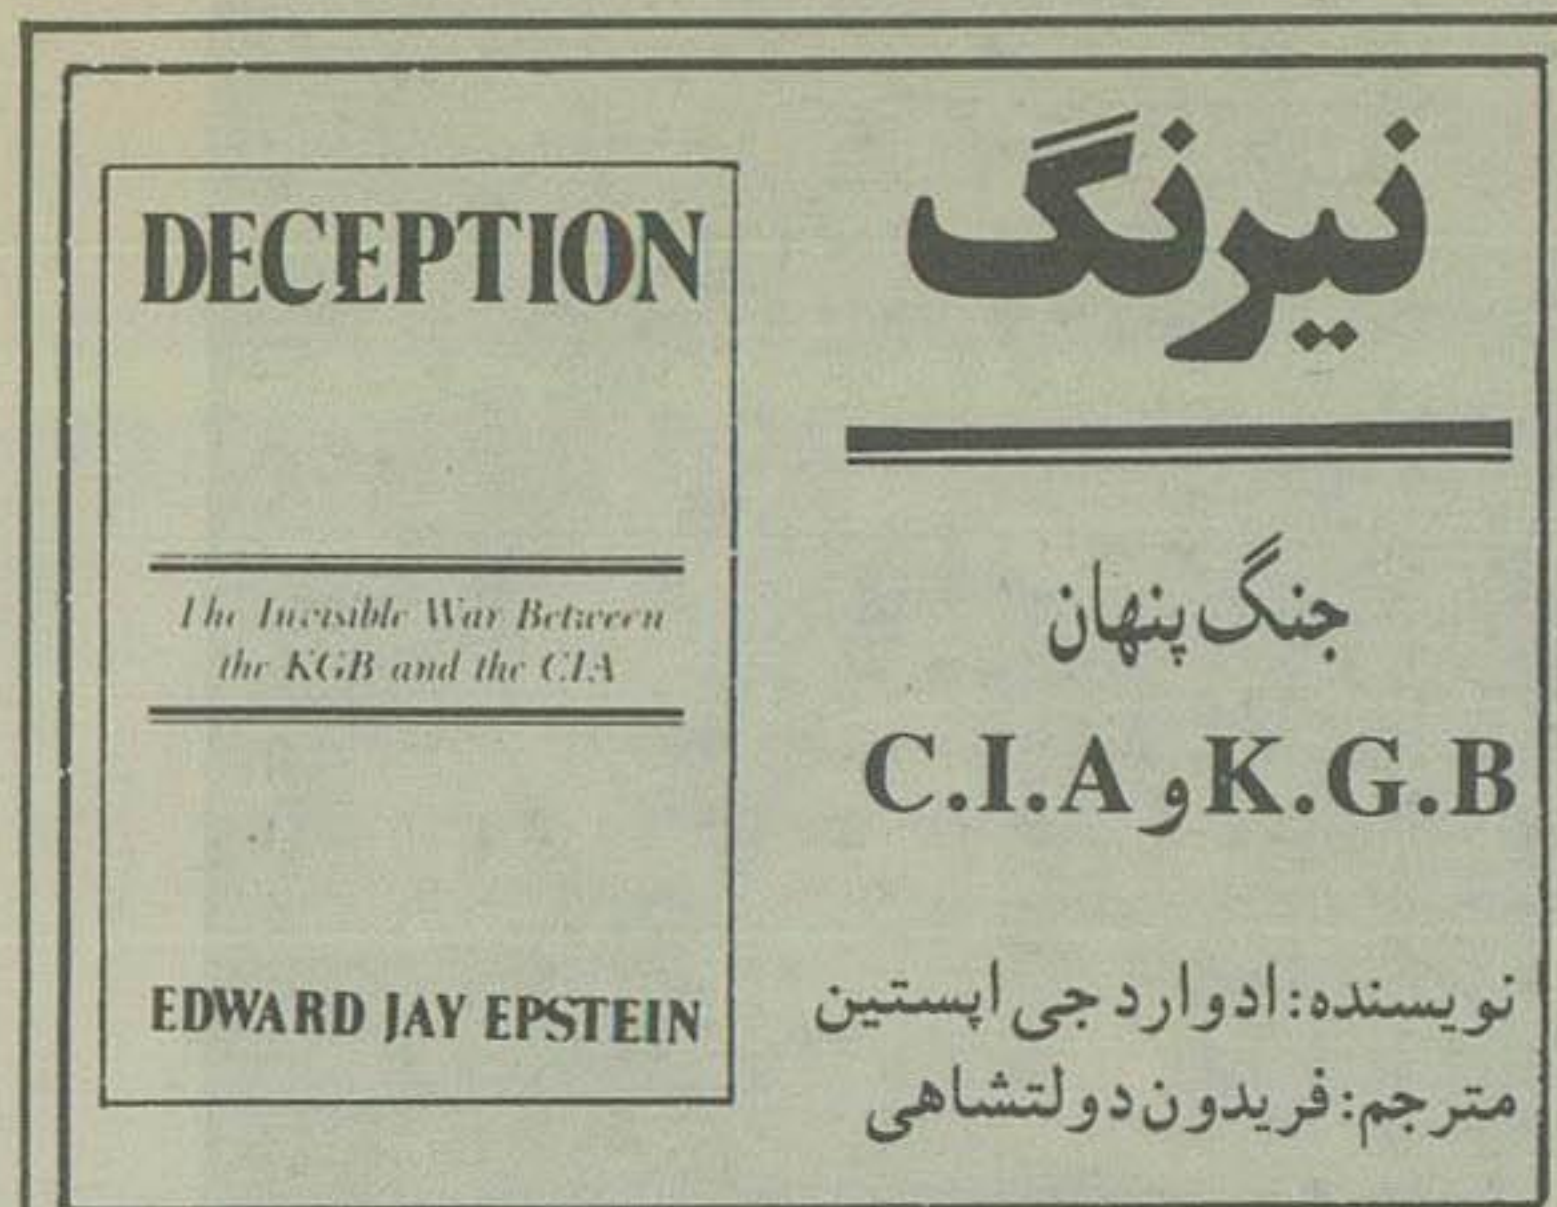 نیرنگ
جنگ پنهان
K.G.B و C.I.A
نویسنده: ادوارد جی اپستین
مترجم: فریدون دولتشاهی
DECEPTION
The Invisible War Between
the KGB and the CIA
EDWARD JAY EPSTEIN